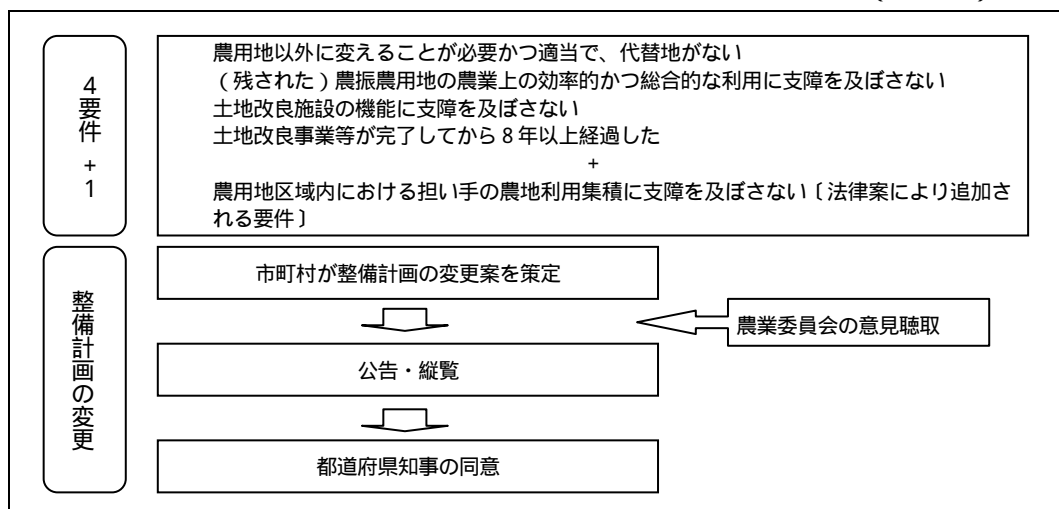 4要件+1
農用地以外に変えることが必要かつ適当で、代替地がない
（残された）農振農用地の農業上の効率的かつ総合的な利用に支障を及ぼさない
土地改良施設の機能に支障を及ぼさない
土地改良事業等が完了してから8年以上経過した
+
農用地区域内における担い手の農地利用集積に支障を及ぼさない〔法律案により追加さ
れる要件〕
整備計画の変更
市町村が整備計画の変更案を策定
農業委員会の意見聴取
公告・縦覧
都道府県知事の同意